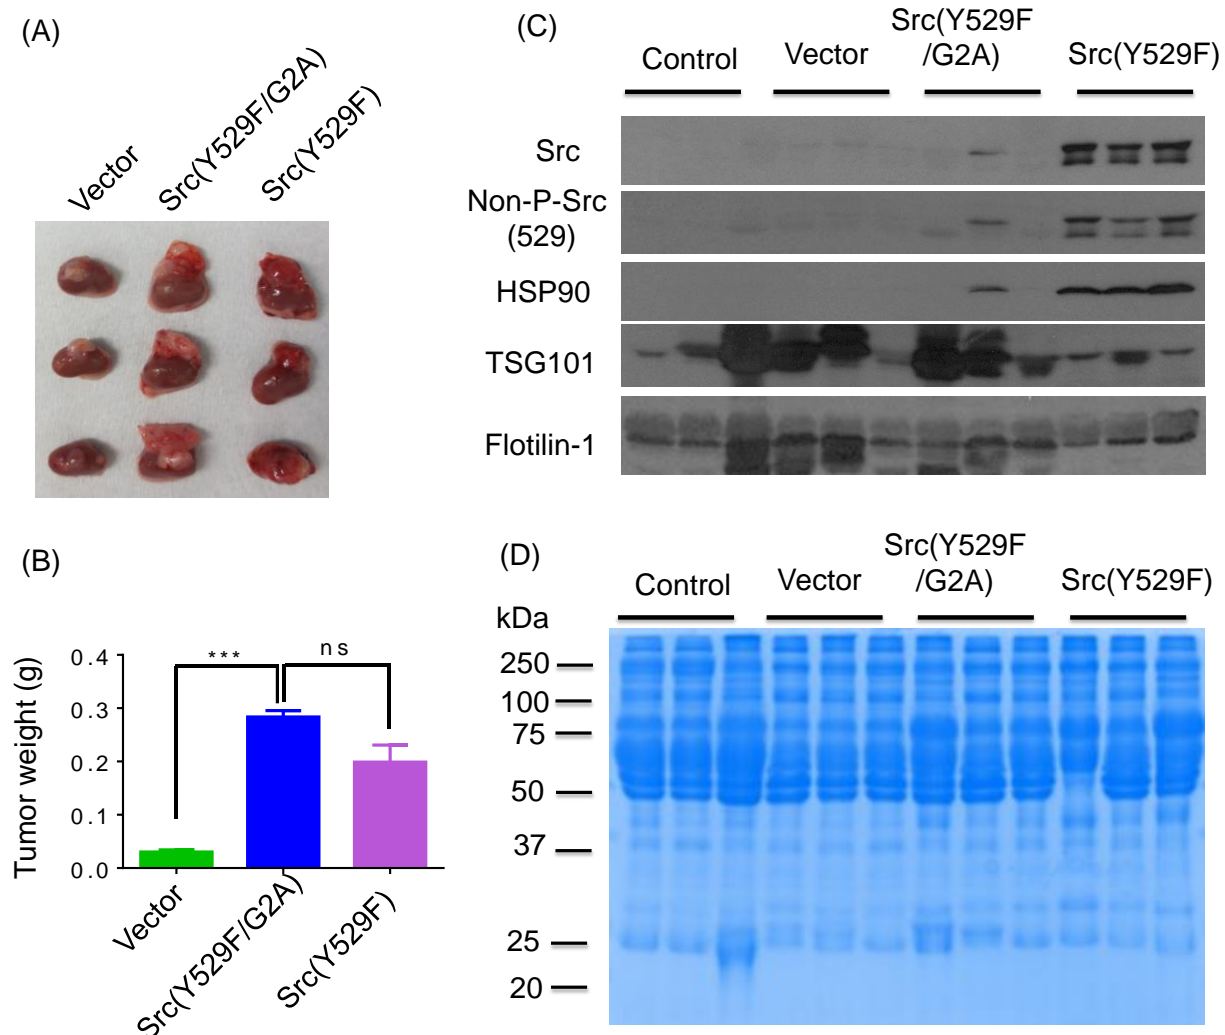 (A)
Vector
Src(Y529F/G2A)
Src(Y529F)
(B)
Tumor weight (g)
0.4
0.3
0.2
0.1
0.0
***
ns
Vector
Src(Y529F/G2A)
Src(Y529F)
(C)
Control
Vector
Src(Y529F
/G2A)
Src(Y529F)
Src
Non-P-Src
(529)
HSP90
TSG101
Flotilin-1
(D)
Control
Vector
Src(Y529F
/G2A)
Src(Y529F)
kDa
250
100
75
50
37
25
20